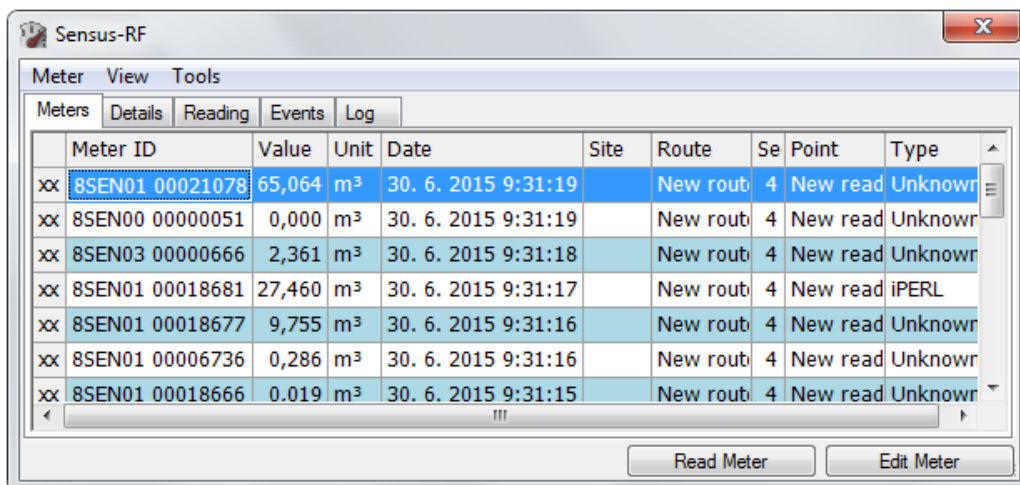 Sensus-RF
Meter View Tools
Meters Details Reading Events Log
Meter ID Value Unit Date Site Route Se Point Type
xx 8SEN01 00021078 65,064 m³ 30. 6. 2015 9:31:19 New rout 4 New read Unknown
xx 8SEN00 00000051 0,000 m³ 30. 6. 2015 9:31:19 New rout 4 New read Unknown
xx 8SEN03 00000666 2,361 m³ 30. 6. 2015 9:31:18 New rout 4 New read Unknown
xx 8SEN01 00018681 27,460 m³ 30. 6. 2015 9:31:17 New rout 4 New read iPERL
xx 8SEN01 00018677 9,755 m³ 30. 6. 2015 9:31:16 New rout 4 New read Unknown
xx 8SEN01 00006736 0,286 m³ 30. 6. 2015 9:31:16 New rout 4 New read Unknown
xx 8SEN01 00018666 0,019 m³ 30. 6. 2015 9:31:15 New rout 4 New read Unknown
Read Meter Edit Meter